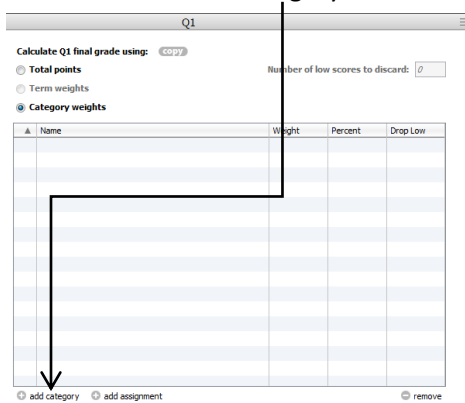 Q1
Calculate Q1 final grade using: copy
Total points Number of low scores to discard: 0
Term weights
Category weights
Name Weight Percent Drop Low
add category add assignment remove